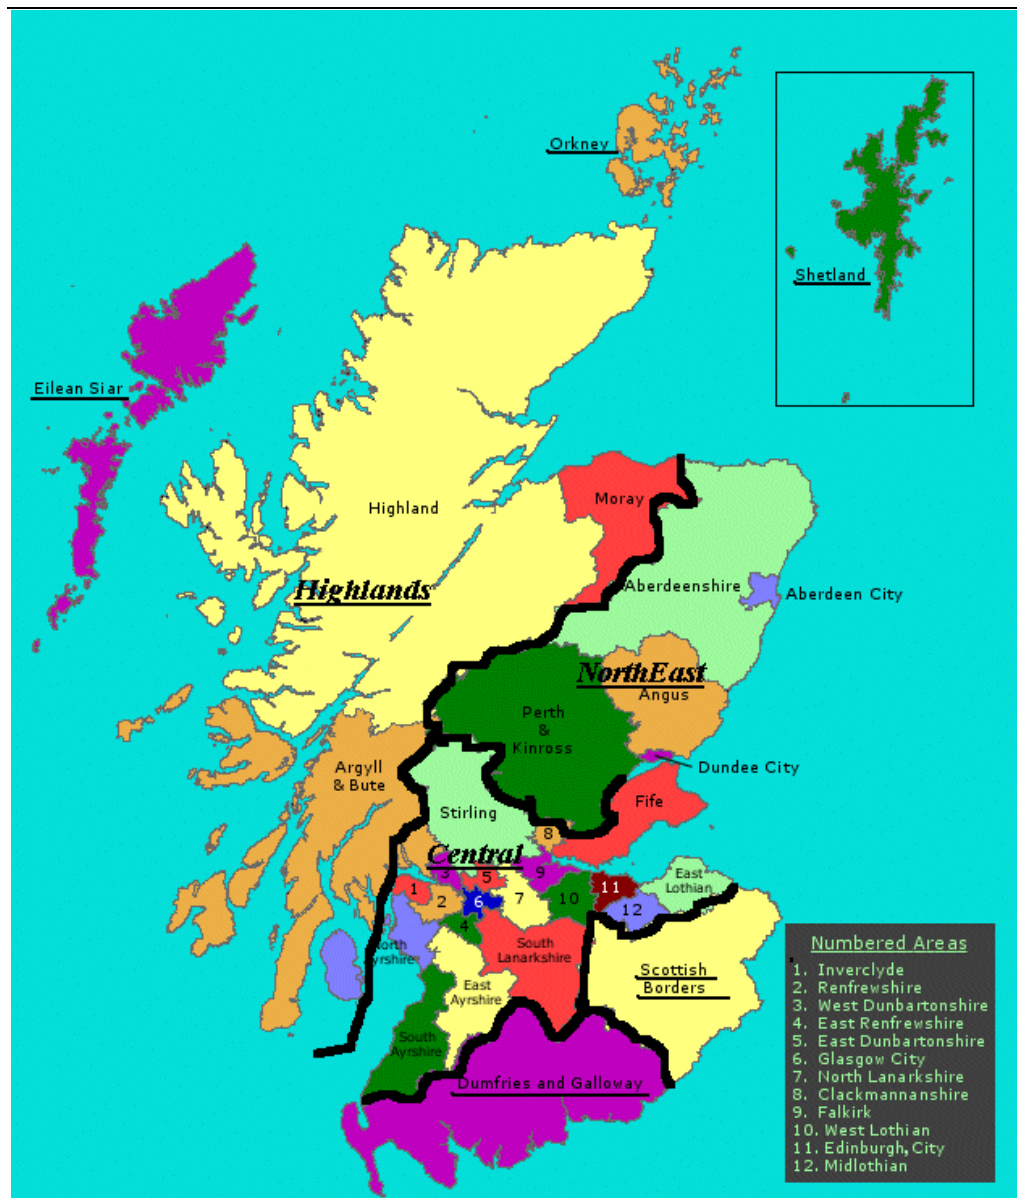 Orkney
Shetland
Eilean Siar
Highland
Moray
Highlands
Aberdeenshire
Aberdeen City
NorthEast
Angus
Perth
&
Kinross
Dundee City
Argyll
& Bute
Stirling
Fife
8
Central
3
5
9
East
Lothian
1
2
6
7
10
11
12
4
North
Ayrshire
South
Lanarkshire
East
Ayrshire
Scottish
Borders
South
Ayrshire
Dumfries and Galloway
Numbered Areas
1. Inverclyde
2. Renfrewshire
3. West Dunbartonshire
4. East Renfrewshire
5. East Dunbartonshire
6. Glasgow City
7. North Lanarkshire
8. Clackmannanshire
9. Falkirk
10. West Lothian
11. Edinburgh, City
12. Midlothian